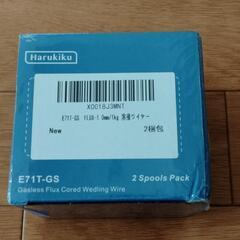 Harukiku
X0018J3MNT
E71T-GS FLUX-1.0mm/1kg 溶接ワイヤー
New
2梱包
E71T-GS
2 Spools Pack
Gasless Flux Cored Wedling Wire